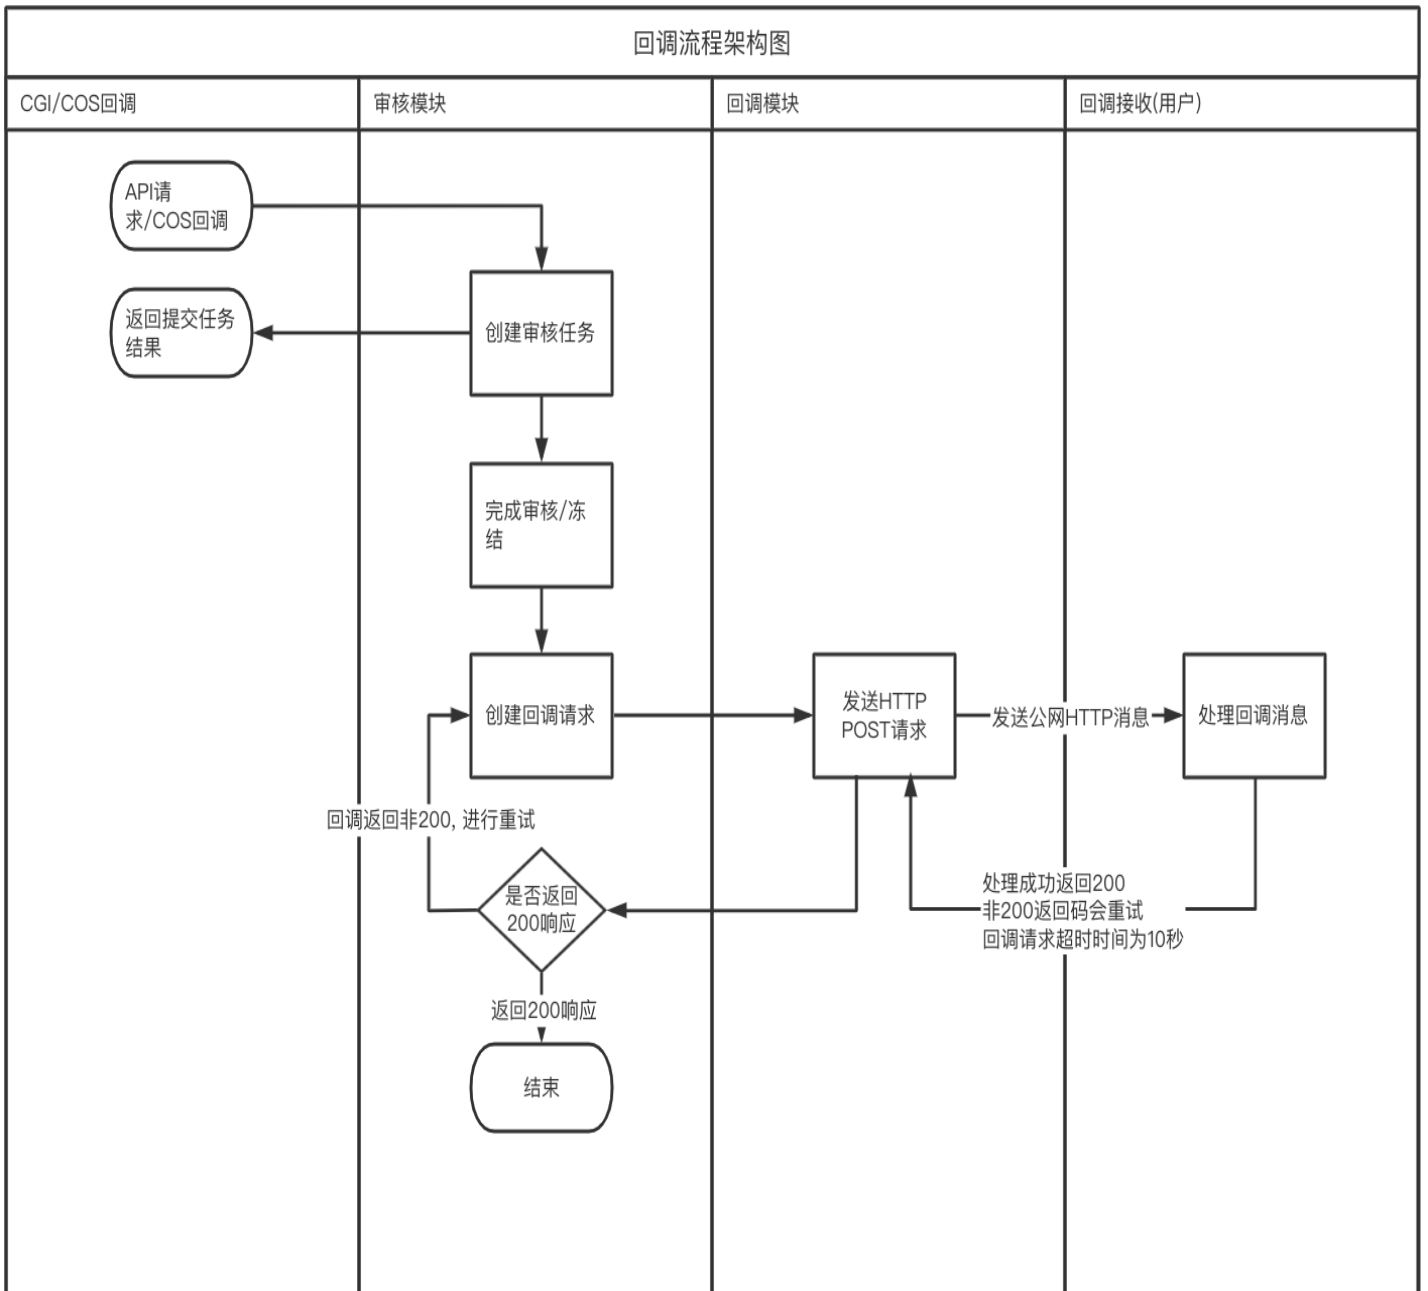 回调流程架构图
CGI/COS回调
审核模块
回调模块
回调接收(用户)
API请
求/COS回调
返回提交任务
结果
创建审核任务
完成审核/冻
结
创建回调请求
发送HTTP
POST请求
发送公网HTTP消息
处理回调消息
回调返回非200, 进行重试
是否返回
200响应
处理成功返回200
非200返回码会重试
回调请求超时时间为10秒
返回200响应
结束